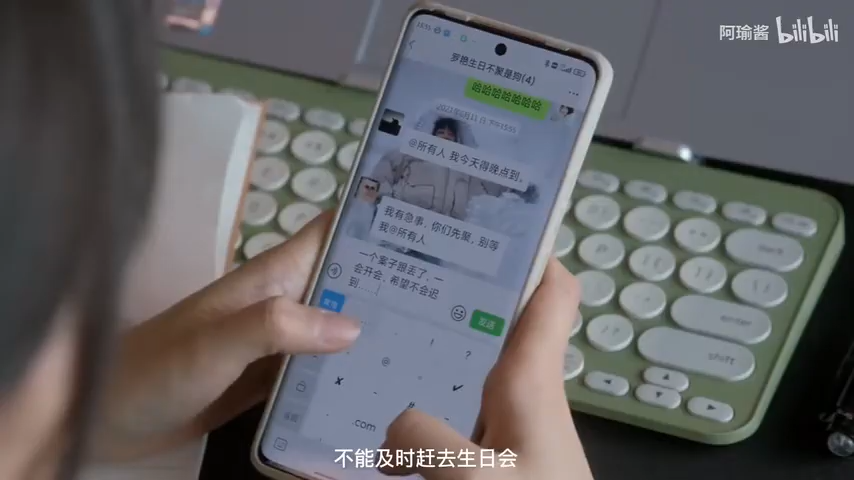 阿瑜酱 bilibili
罗艳生日不聚是狗(4)
哈哈哈哈哈哈哈
@所有人 我今天得晚点到。
我有急事，你们先聚，别等
我@所有人
一个案子跟丢了，一
会开会，希望不会迟
到……
发送
!
?
@
.com
enter
shift
不能及时赶去生日会